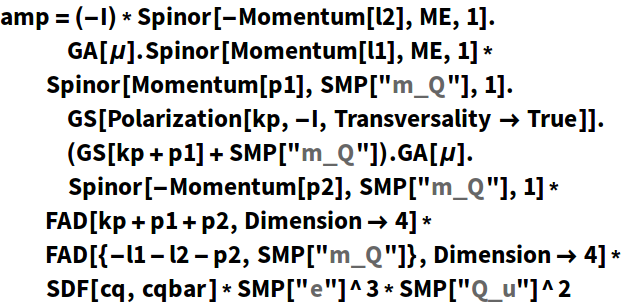 amp = (-I) * Spinor[-Momentum[l2], ME, 1].
GA[μ].Spinor[Momentum[l1], ME, 1] *
Spinor[Momentum[p1], SMP["m_Q"], 1].
GS[Polarization[kp, -I, Transversality → True]].
(GS[kp + p1] + SMP["m_Q"]).GA[μ].
Spinor[-Momentum[p2], SMP["m_Q"], 1] *
FAD[kp + p1 + p2, Dimension → 4] *
FAD[{-l1 - l2 - p2, SMP["m_Q"]}, Dimension → 4] *
SDF[cq, cqbar] * SMP["e"]^3 * SMP["Q_u"]^2